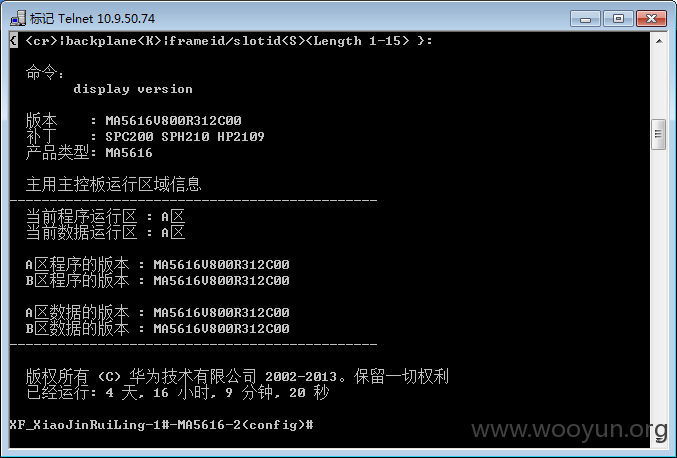 标记 Telnet 10.9.50.74
{ <cr>|backplane<K>|frameid/slotid<S><Length 1-15> }:
命令:
display version
版本 : MA5616V800R312C00
补丁 : SPC200 SPH210 HP2109
产品类型: MA5616
主用主控板运行区域信息
----------------------------------------------
当前程序运行区 : A区
当前数据运行区 : A区
A区程序的版本 : MA5616V800R312C00
B区程序的版本 : MA5616V800R312C00
A区数据的版本 : MA5616V800R312C00
B区数据的版本 : MA5616V800R312C00
----------------------------------------------
版权所有 (C) 华为技术有限公司 2002-2013。保留一切权利
已经运行: 4 天, 16 小时, 9 分钟, 20 秒
XF_XiaoJinRuiLing-1#-MA5616-2(config)#
www.wooyun.org